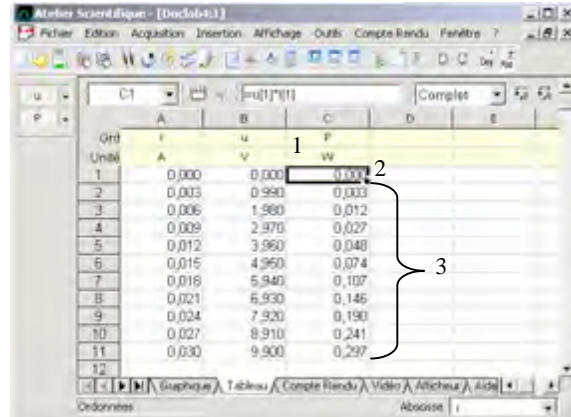 Atelier Scientifique - [Doclab4:1]
Fichier Edition Acquisition Insertion Affichage Outils Compte Rendu Fenêtre ?
u C1 =u[1]*I[1] Complet
P A B C D E
Grd I u P
1
Unité A V W
1 0,000 0,000 0,000 2
2 0,003 0,990 0,003
3 0,006 1,980 0,012
4 0,009 2,970 0,027
5 0,012 3,960 0,048
6 0,015 4,950 0,074
3
7 0,018 5,940 0,107
8 0,021 6,930 0,146
9 0,024 7,920 0,190
10 0,027 8,910 0,241
11 0,030 9,900 0,297
12
Graphique Tableau Compte Rendu Vidéo Afficheur Aide
Ordonnées Abscisse